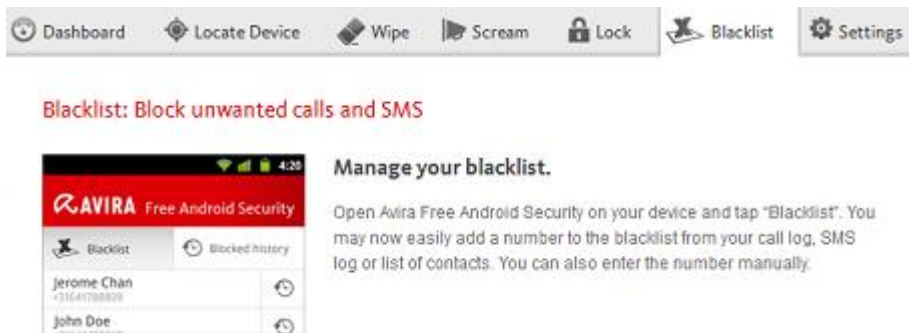 Dashboard Locate Device Wipe Scream Lock Blacklist Settings
Blacklist: Block unwanted calls and SMS
4:20
AVIRA Free Android Security
Blacklist Blocked history
Jerome Chan
John Doe
Manage your blacklist.
Open Avira Free Android Security on your device and tap "Blacklist". You
may now easily add a number to the blacklist from your call log, SMS
log or list of contacts. You can also enter the number manually.